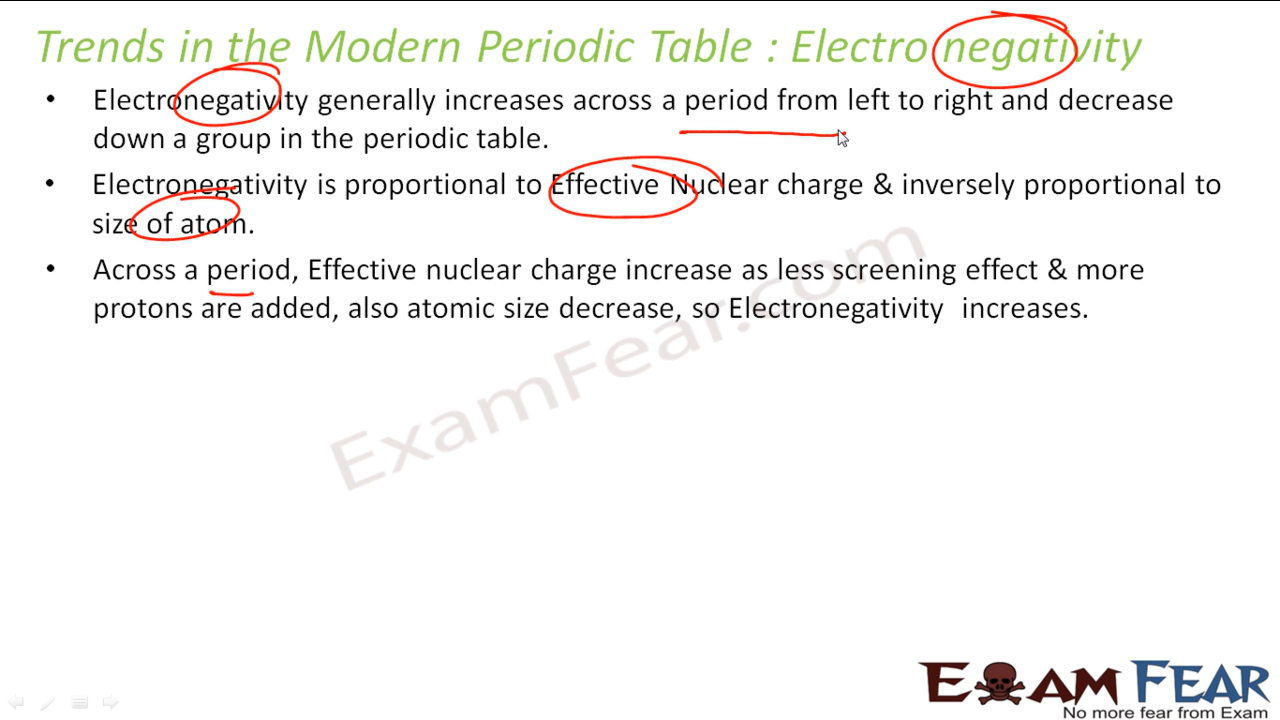 Trends in the Modern Periodic Table : Electro negativity
• Electronegativity generally increases across a period from left to right and decrease
down a group in the periodic table.
• Electronegativity is proportional to Effective Nuclear charge & inversely proportional to
size of atom.
• Across a period, Effective nuclear charge increase as less screening effect & more
protons are added, also atomic size decrease, so Electronegativity increases.
ExamFear.com
EXAM FEAR
No more fear from Exam